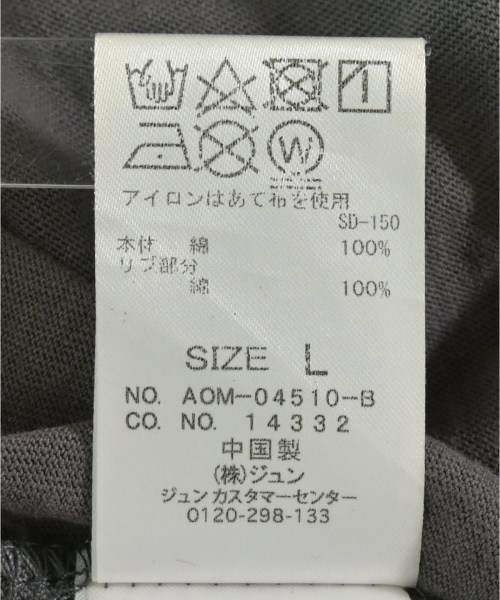 W
アイロンはあて布を使用
SD-150
本体 綿 100%
リブ部分
綿 100%
SIZE L
NO. AOM-04510-B
CO. NO. 14332
中国製
(株)ジュン
ジュンカスタマーセンター
0120-298-133